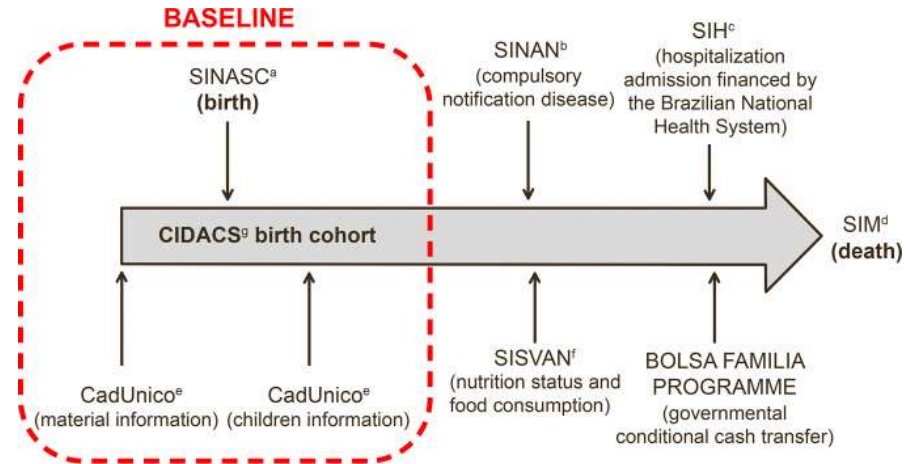 BASELINE
SINASCᵃ
(birth)
SINANᵇ
(compulsory
notification disease)
SIHᶜ
(hospitalization
admission financed by
the Brazilian National
Health System)
CIDACSᵍ birth cohort
SIMᵈ
(death)
CadUnicoᵉ
(material information)
CadUnicoᵉ
(children information)
SISVANᶠ
(nutrition status and
food consumption)
BOLSA FAMILIA
PROGRAMME
(governmental
conditional cash transfer)